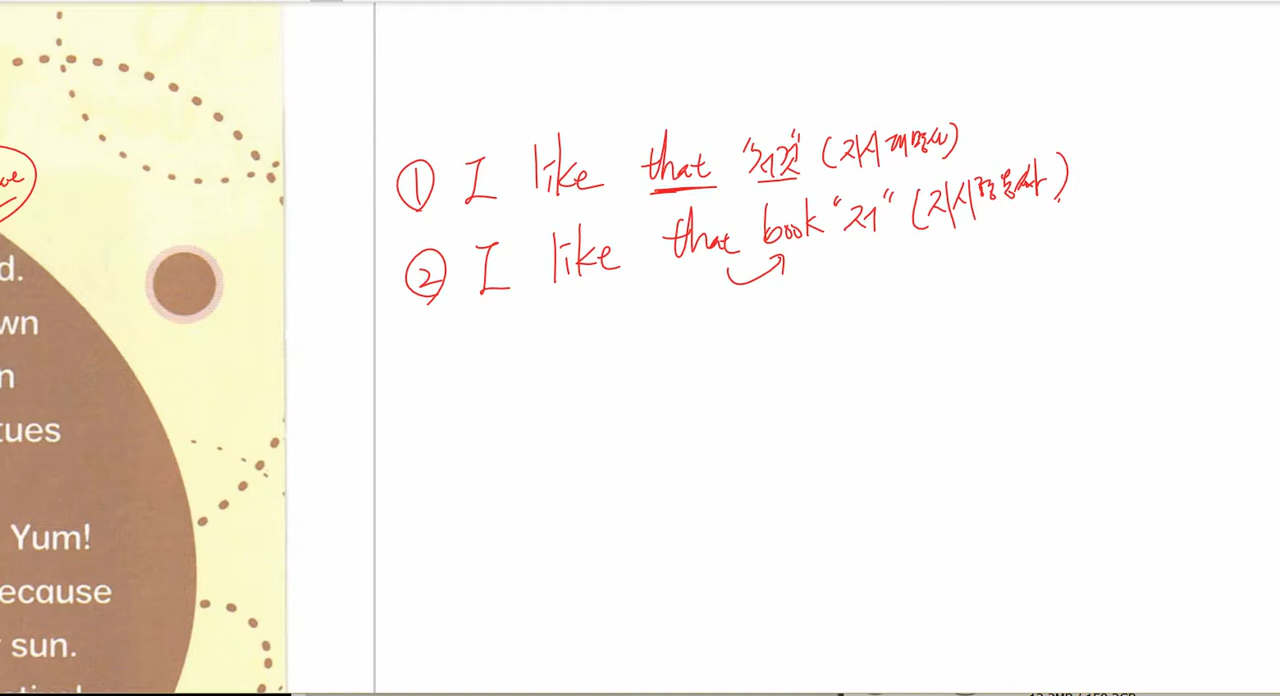 d.
wn
n
tues
Yum!
ecause
sun.
① I like that "저것" (지시대명사)
② I like that book "저" (지시형용사)